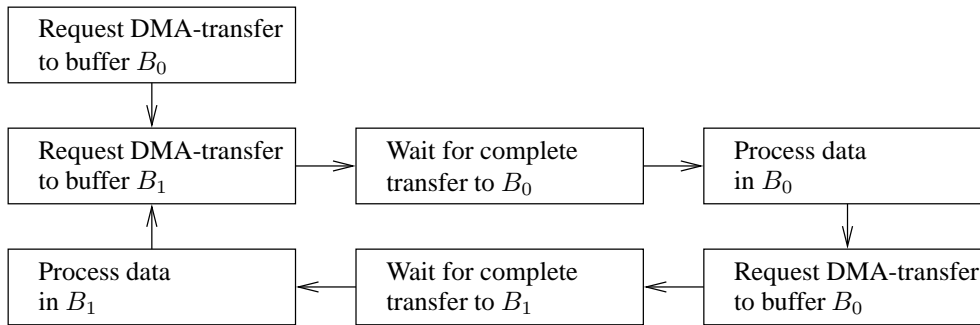 Request DMA-transfer
to buffer B₀
Request DMA-transfer
to buffer B₁
Wait for complete
transfer to B₀
Process data
in B₀
Process data
in B₁
Wait for complete
transfer to B₁
Request DMA-transfer
to buffer B₀